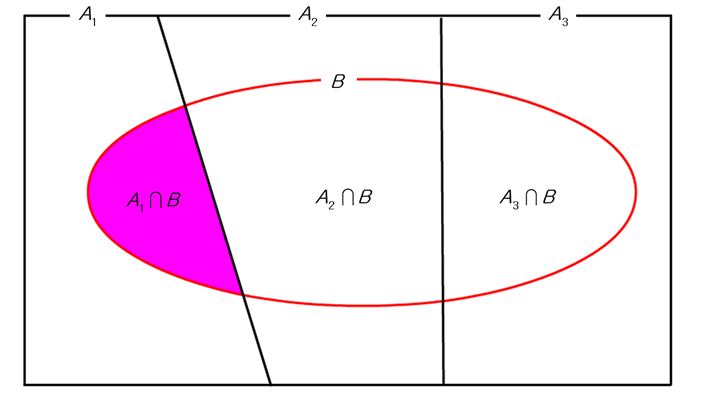 A₁ A₂ A₃
B
A₁ ∩ B A₂ ∩ B A₃ ∩ B